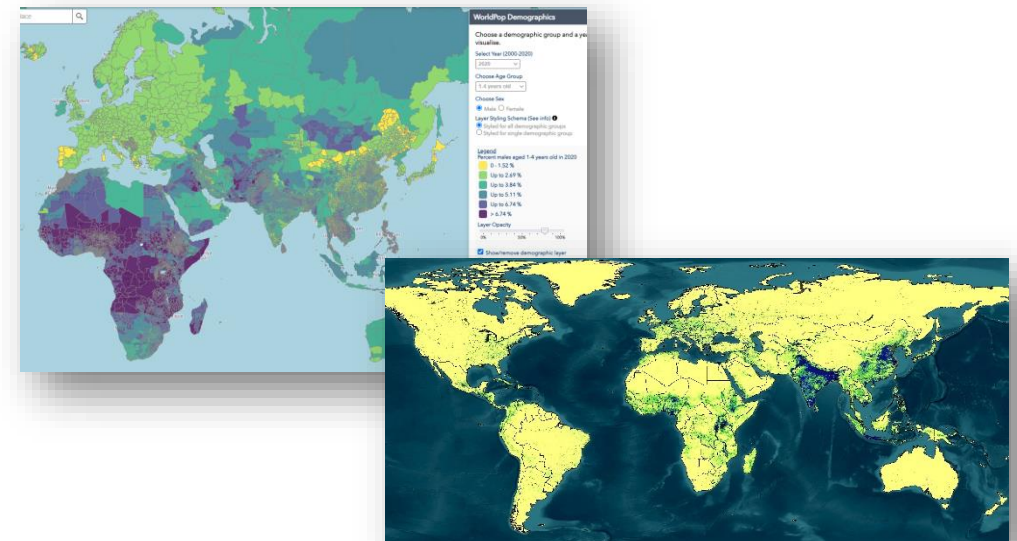 WorldPop Demographics
Choose a demographic group and a
visualise.
Select Year (2000-2020)
2020
Choose Age Group
1-4 years old
Choose Sex
Male Female
Layer Styling Schema (See info)
Styled for all demographic groups
Styled for single demographic group
Legend
Percent males aged 1-4 years old in 2020
0 - 1.52 %
Up to 2.69 %
Up to 3.84 %
Up to 5.11 %
Up to 6.74 %
> 6.74 %
Layer Opacity
0% 50% 100%
Show/remove demographic layer